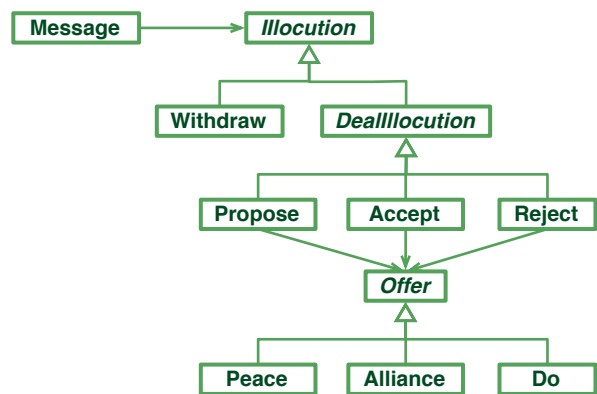 Message
Illocution
Withdraw
DealIllocution
Propose
Accept
Reject
Offer
Peace
Alliance
Do